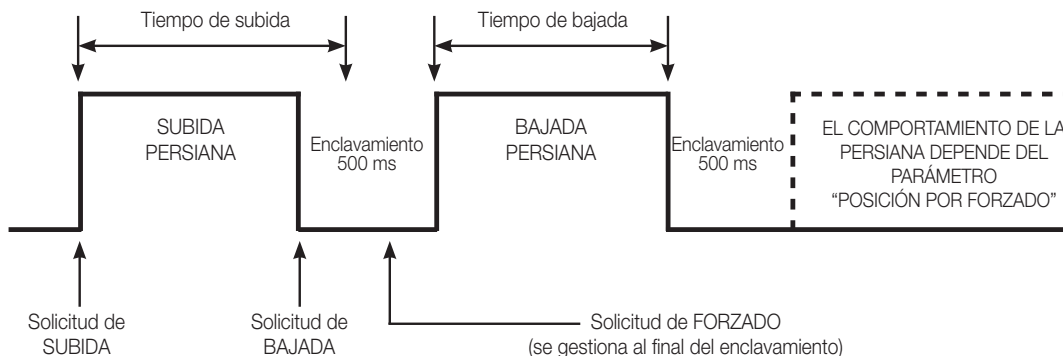 Tiempo de subida
Tiempo de bajada
SUBIDA
PERSIANA
Enclavamiento
500 ms
BAJADA
PERSIANA
Enclavamiento
500 ms
EL COMPORTAMIENTO DE LA
PERSIANA DEPENDE DEL
PARÁMETRO
“POSICIÓN POR FORZADO”
Solicitud de
SUBIDA
Solicitud de
BAJADA
Solicitud de FORZADO
(se gestiona al final del enclavamiento)